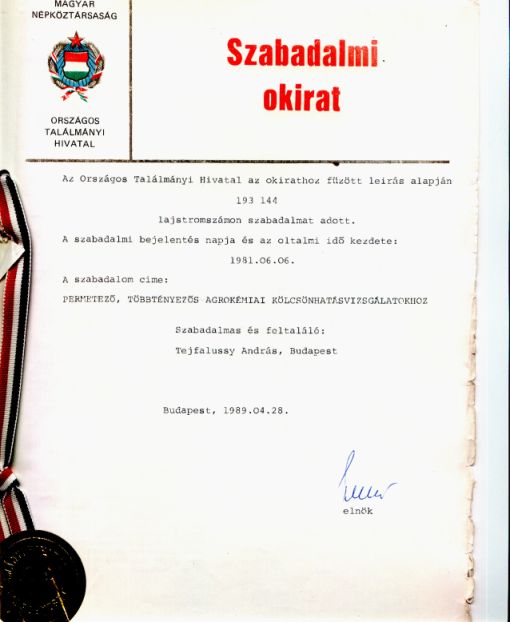 MAGYAR
NÉPKÖZTÁRSASÁG
ORSZÁGOS
TALÁLMÁNYI
HIVATAL
Szabadalmi
okirat
Az Országos Találmányi Hivatal az okirathoz fűzött leírás alapján
193 144
lajstromszámon szabadalmat adott.
A szabadalmi bejelentés napja és az oltalmi idő kezdete:
1981.06.06.
A szabadalom címe:
PERMETEZŐ, TÖBBTÉNYEZŐS AGROKÉMIAI KÖLCSÖNHATÁSVIZSGÁLATOKHOZ
Szabadalmas és feltaláló:
Tejfalussy András, Budapest
Budapest, 1989.04.28.
elnök